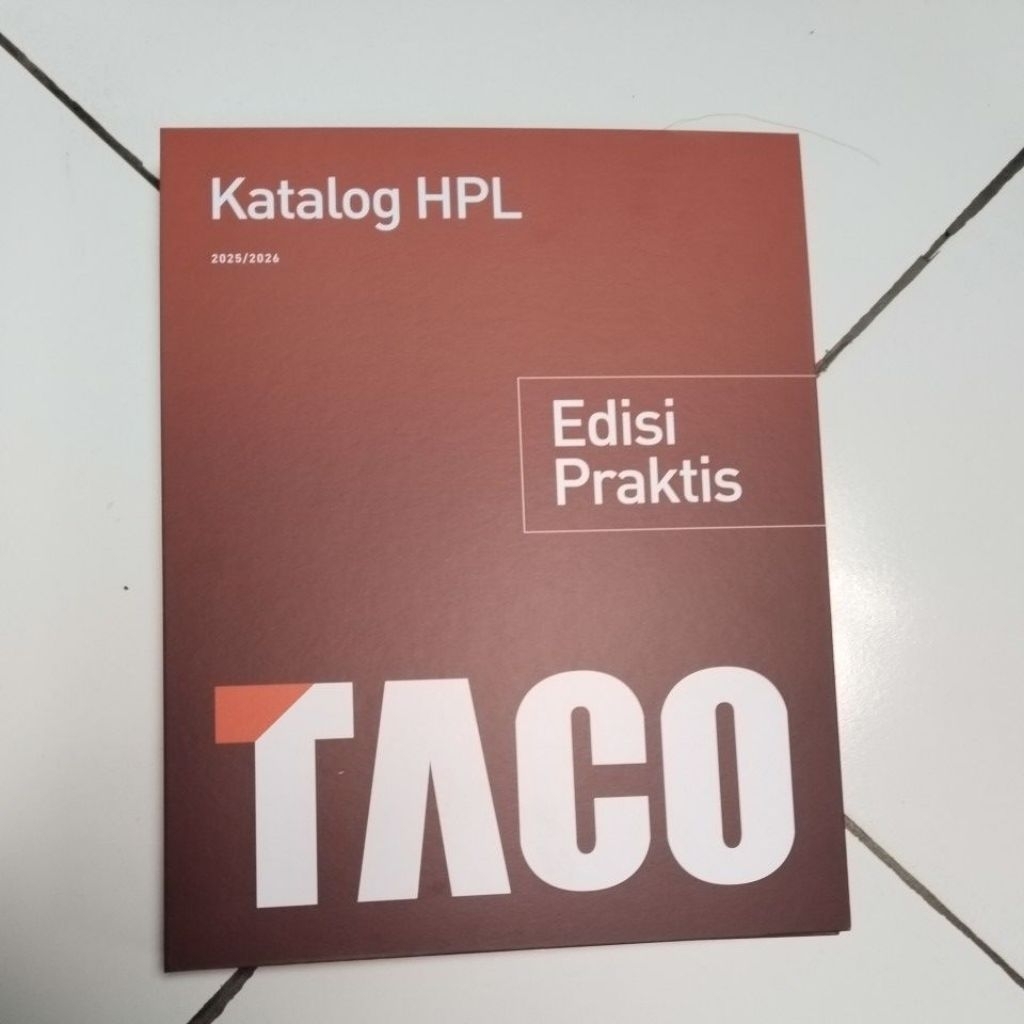 Katalog HPL
2025/2026
Edisi
Praktis
TACO